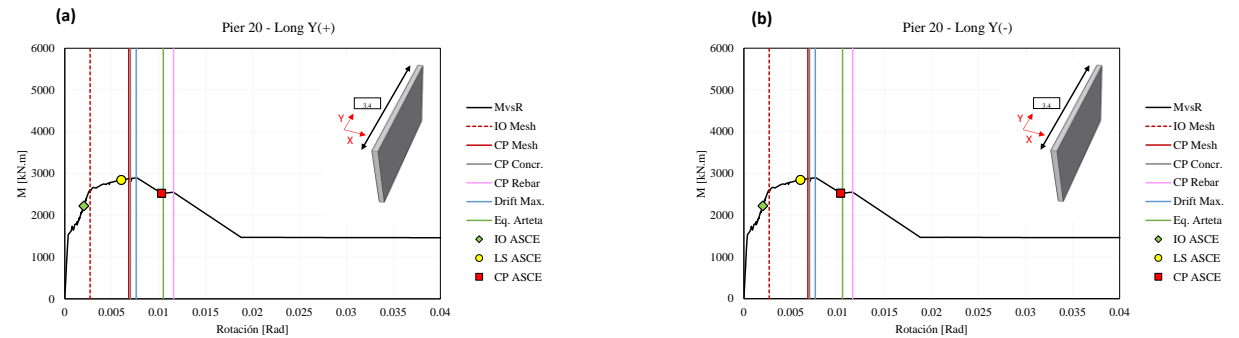 (a)
Pier 20 - Long Y(+)
6000
5000
4000
3000
2000
1000
0
M [kN.m]
0 0.005 0.01 0.015 0.02 0.025 0.03 0.035 0.04
Rotación [Rad]
3.4
Y
X
MvsR
IO Mesh
CP Mesh
CP Concr.
CP Rebar
Drift Max.
Eq. Arteta
IO ASCE
LS ASCE
CP ASCE
(b)
Pier 20 - Long Y(-)
6000
5000
4000
3000
2000
1000
0
M [kN.m]
0 0.005 0.01 0.015 0.02 0.025 0.03 0.035 0.04
Rotación [Rad]
3.4
Y
X
MvsR
IO Mesh
CP Mesh
CP Concr.
CP Rebar
Drift Max.
Eq. Arteta
IO ASCE
LS ASCE
CP ASCE